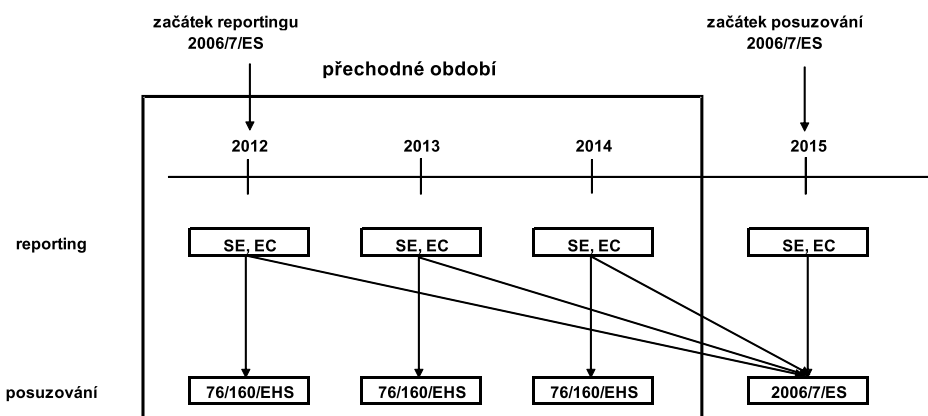 začátek reportingu
2006/7/ES
začátek posuzování
2006/7/ES
přechodné období
2012 2013 2014 2015
reporting SE, EC SE, EC SE, EC SE, EC
posuzování 76/160/EHS 76/160/EHS 76/160/EHS 2006/7/ES